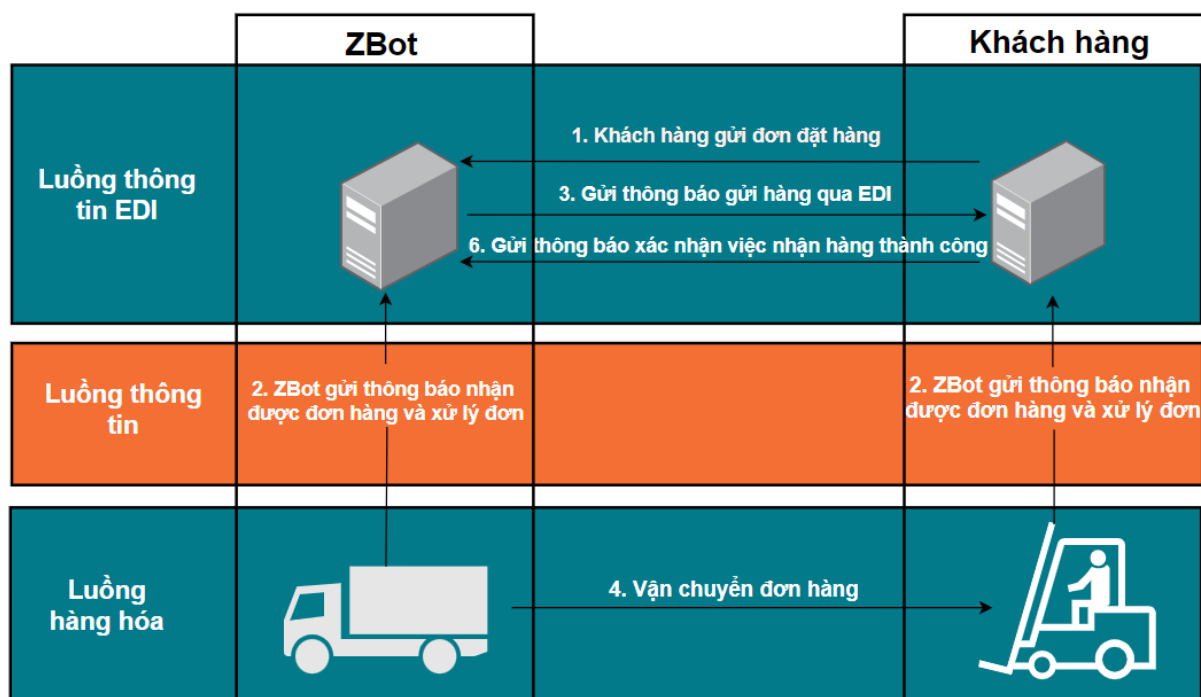 ZBot
Khách hàng
Luồng thông
tin EDI
1. Khách hàng gửi đơn đặt hàng
3. Gửi thông báo gửi hàng qua EDI
6. Gửi thông báo xác nhận việc nhận hàng thành công
Luồng thông
tin
2. ZBot gửi thông báo nhận
được đơn hàng và xử lý đơn
2. ZBot gửi thông báo nhận
được đơn hàng và xử lý đơn
Luồng
hàng hóa
4. Vận chuyển đơn hàng